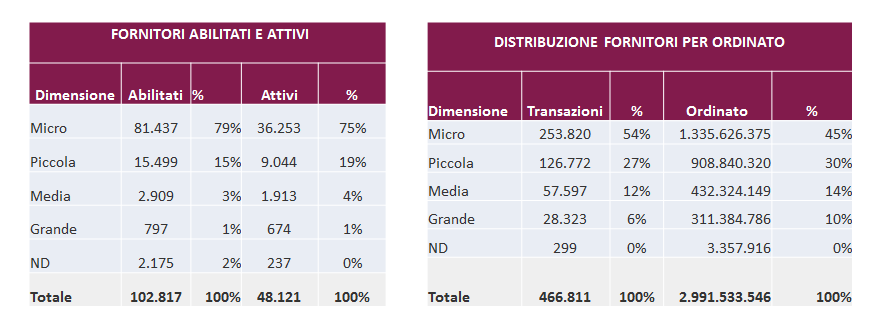 FORNITORI ABILITATI E ATTIVI
Dimensione Abilitati % Attivi %
Micro 81.437 79% 36.253 75%
Piccola 15.499 15% 9.044 19%
Media 2.909 3% 1.913 4%
Grande 797 1% 674 1%
ND 2.175 2% 237 0%
Totale 102.817 100% 48.121 100%
DISTRIBUZIONE FORNITORI PER ORDINATO
Dimensione Transazioni % Ordinato %
Micro 253.820 54% 1.335.626.375 45%
Piccola 126.772 27% 908.840.320 30%
Media 57.597 12% 432.324.149 14%
Grande 28.323 6% 311.384.786 10%
ND 299 0% 3.357.916 0%
Totale 466.811 100% 2.991.533.546 100%